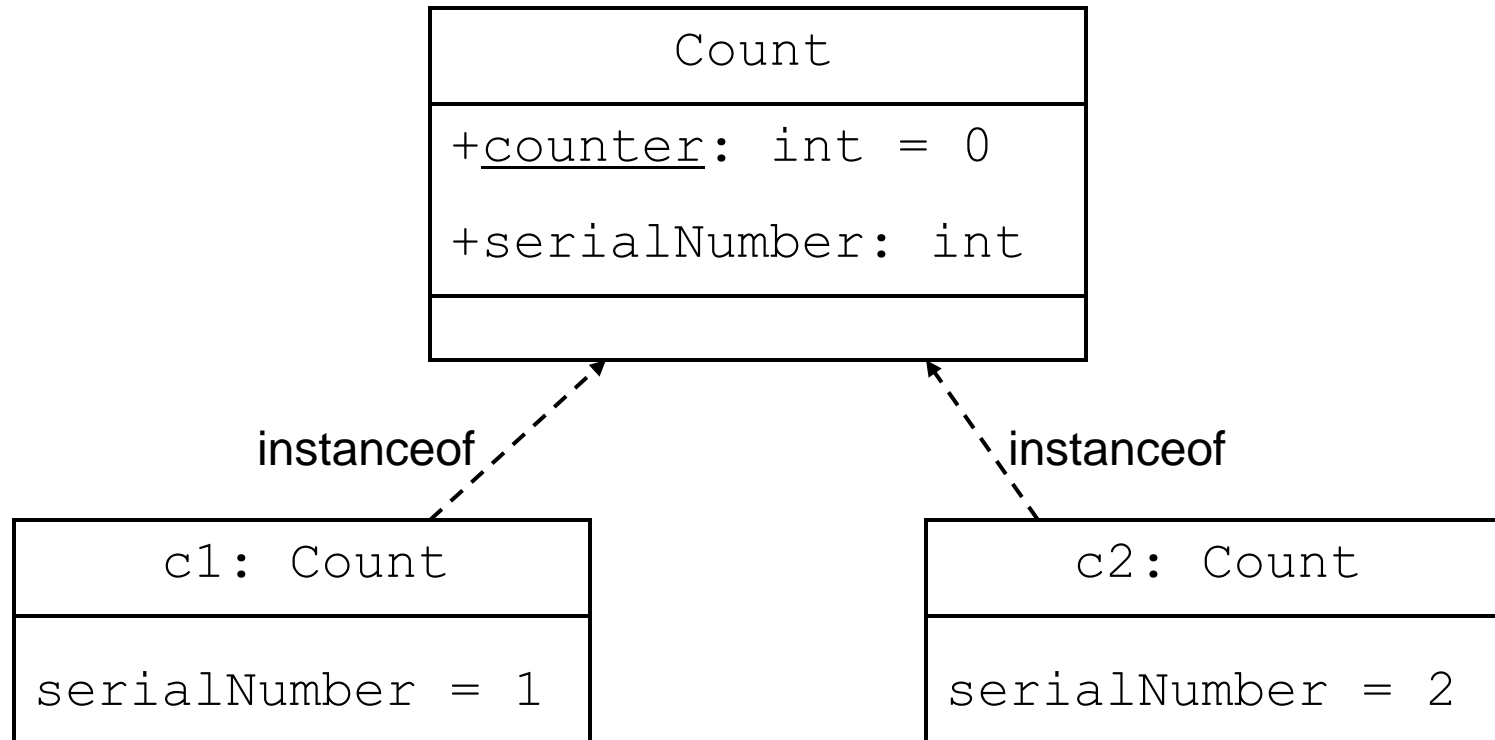 Count
+counter: int = 0
+serialNumber: int
instanceof
instanceof
c1: Count
serialNumber = 1
c2: Count
serialNumber = 2